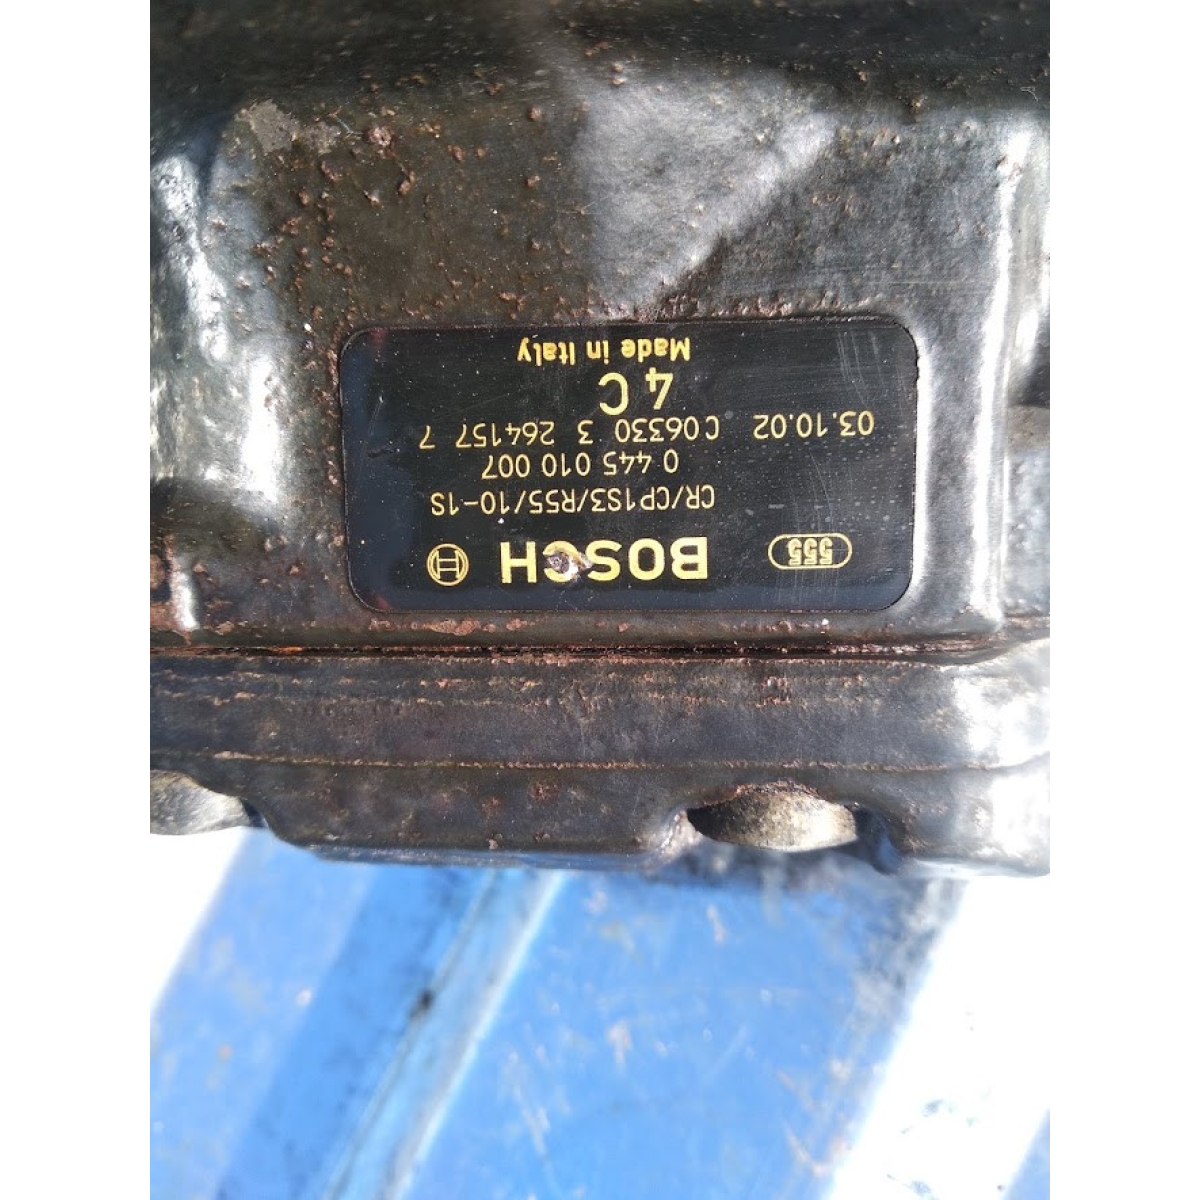 555 BOSCH
CR/CP1S3/R55/10-1S
0 445 010 007
03.10.02 C06330 3 264157 7
4 C
Made in Italy